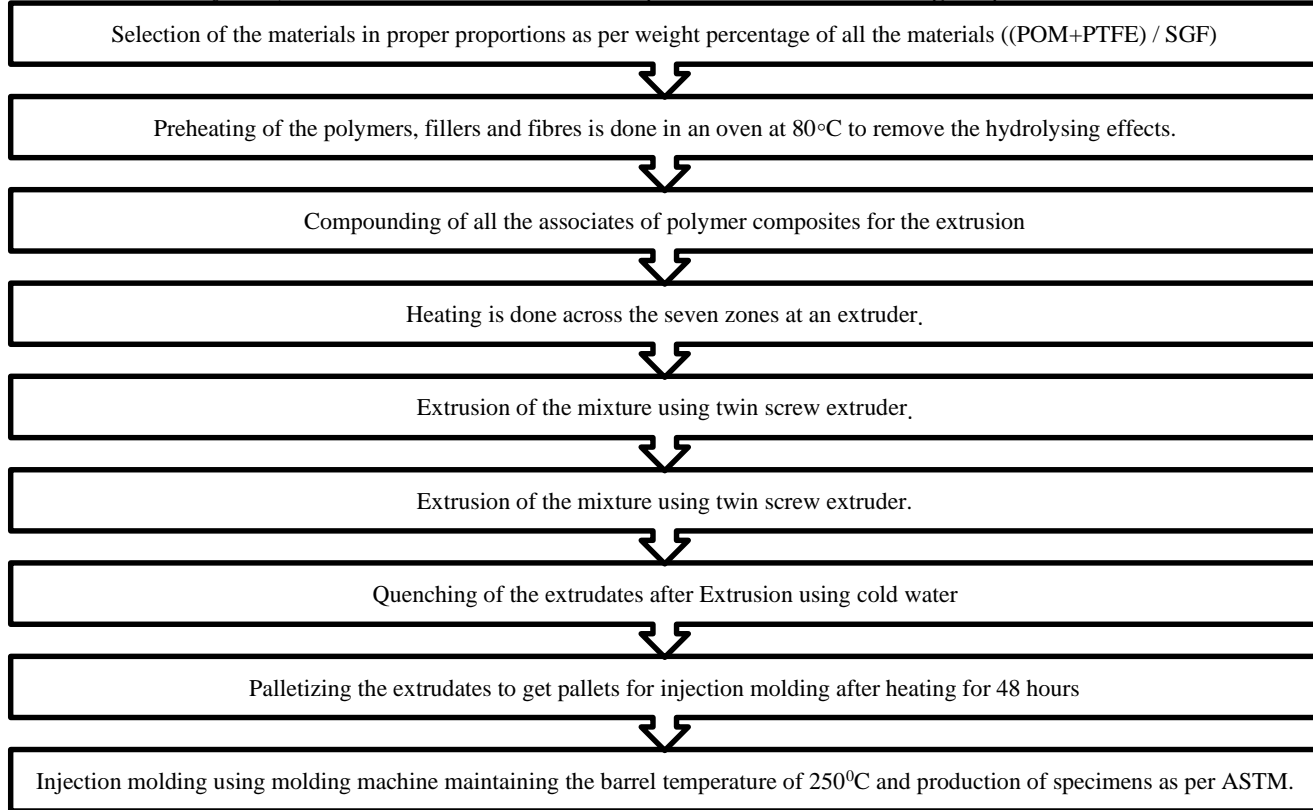 Selection of the materials in proper proportions as per weight percentage of all the materials ((POM+PTFE) / SGF)
Preheating of the polymers, fillers and fibres is done in an oven at 80◦C to remove the hydrolysing effects.
Compounding of all the associates of polymer composites for the extrusion
Heating is done across the seven zones at an extruder.
Extrusion of the mixture using twin screw extruder.
Extrusion of the mixture using twin screw extruder.
Quenching of the extrudates after Extrusion using cold water
Palletizing the extrudates to get pallets for injection molding after heating for 48 hours
Injection molding using molding machine maintaining the barrel temperature of 250⁰C and production of specimens as per ASTM.